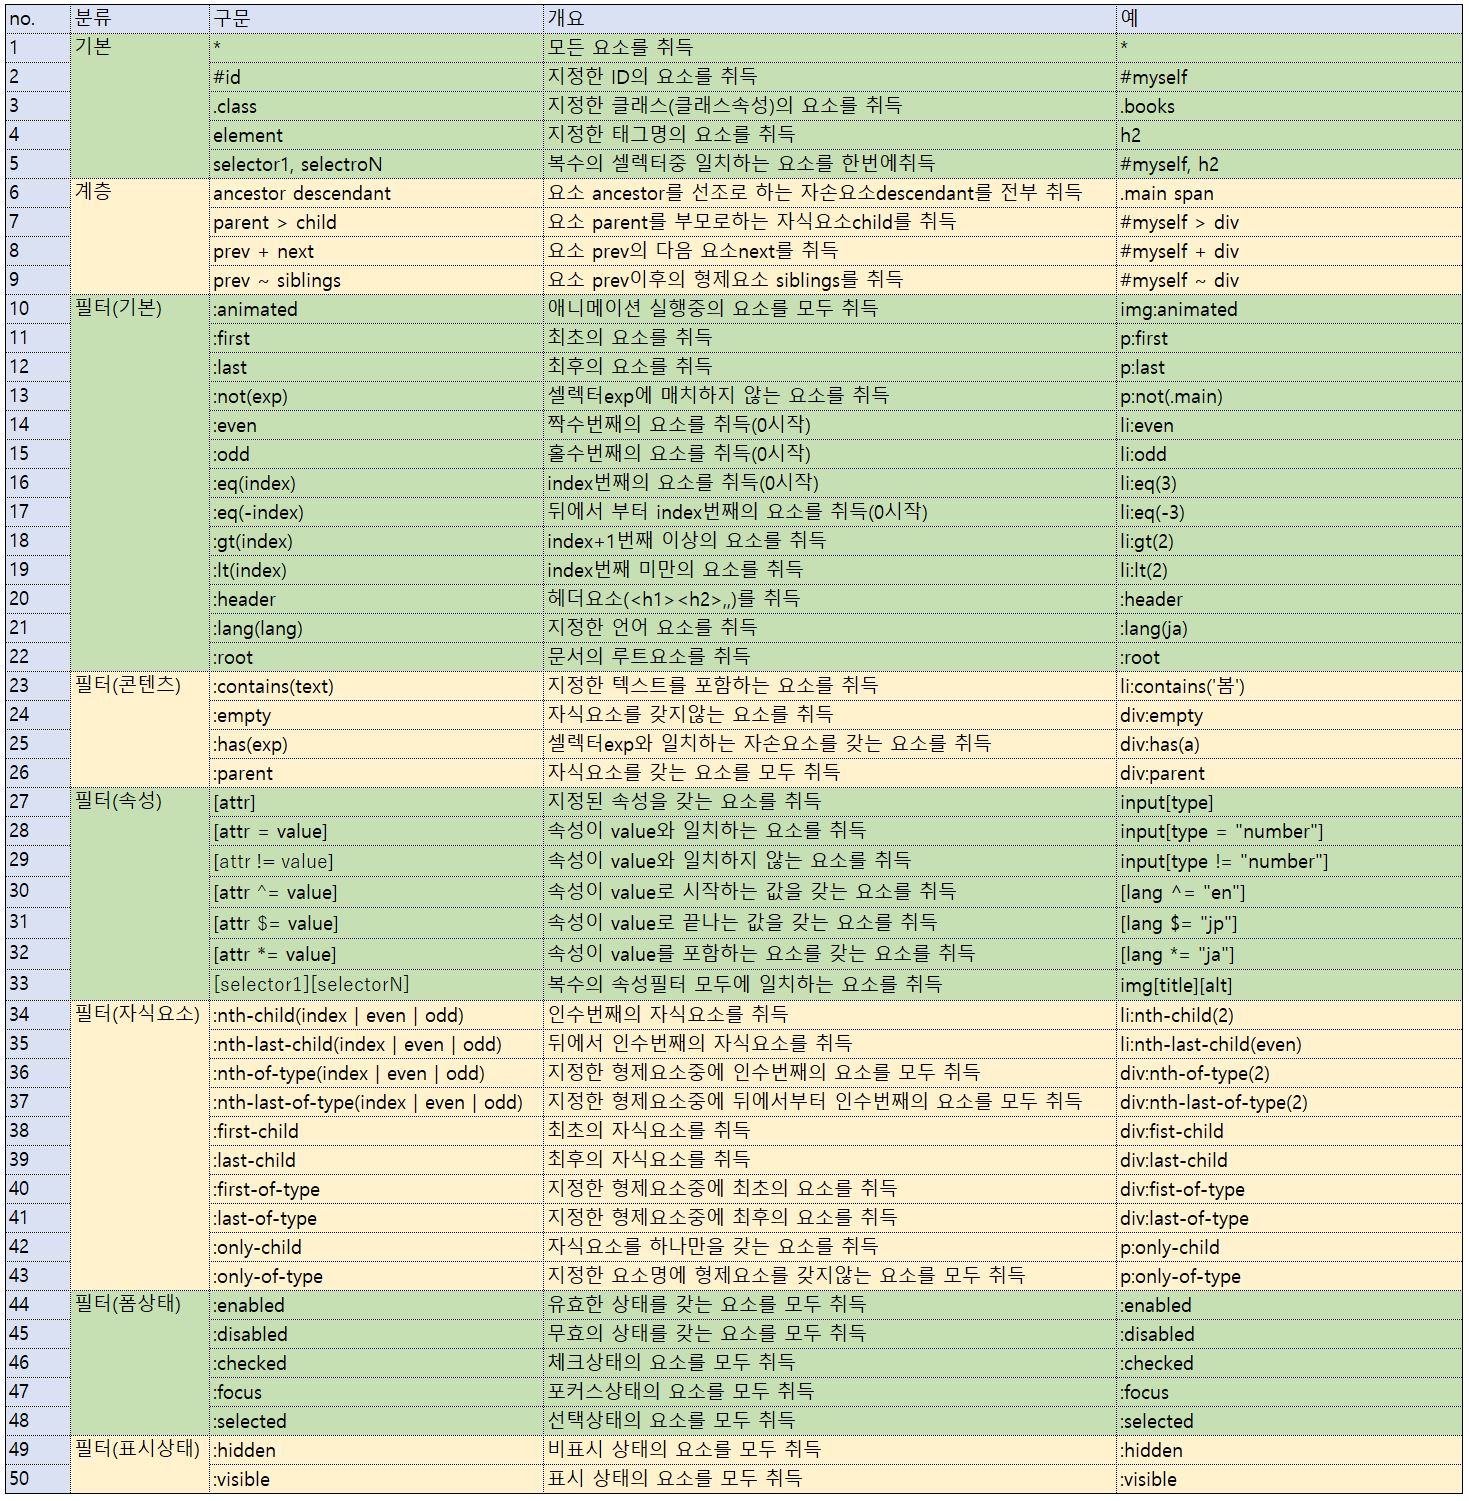 no. 분류 구문 개요 예
1 기본 * 모든 요소를 취득 *
2 #id 지정한 ID의 요소를 취득 #myself
3 .class 지정한 클래스(클래스속성)의 요소를 취득 .books
4 element 지정한 태그명의 요소를 취득 h2
5 selector1, selectroN 복수의 셀렉터중 일치하는 요소를 한번에취득 #myself, h2
6 계층 ancestor descendant 요소 ancestor를 선조로 하는 자손요소descendant를 전부 취득 .main span
7 parent > child 요소 parent를 부모로하는 자식요소child를 취득 #myself > div
8 prev + next 요소 prev의 다음 요소next를 취득 #myself + div
9 prev ~ siblings 요소 prev이후의 형제요소 siblings를 취득 #myself ~ div
10 필터(기본) :animated 애니메이션 실행중의 요소를 모두 취득 img:animated
11 :first 최초의 요소를 취득 p:first
12 :last 최후의 요소를 취득 p:last
13 :not(exp) 셀렉터exp에 매치하지 않는 요소를 취득 p:not(.main)
14 :even 짝수번째의 요소를 취득(0시작) li:even
15 :odd 홀수번째의 요소를 취득(0시작) li:odd
16 :eq(index) index번째의 요소를 취득(0시작) li:eq(3)
17 :eq(-index) 뒤에서 부터 index번째의 요소를 취득(0시작) li:eq(-3)
18 :gt(index) index+1번째 이상의 요소를 취득 li:gt(2)
19 :lt(index) index번째 미만의 요소를 취득 li:lt(2)
20 :header 헤더요소(<h1><h2>,,)를 취득 :header
21 :lang(lang) 지정한 언어 요소를 취득 :lang(ja)
22 :root 문서의 루트요소를 취득 :root
23 필터(콘텐츠) :contains(text) 지정한 텍스트를 포함하는 요소를 취득 li:contains('봄')
24 :empty 자식요소를 갖지않는 요소를 취득 div:empty
25 :has(exp) 셀렉터exp와 일치하는 자손요소를 갖는 요소를 취득 div:has(a)
26 :parent 자식요소를 갖는 요소를 모두 취득 div:parent
27 필터(속성) [attr] 지정된 속성을 갖는 요소를 취득 input[type]
28 [attr = value] 속성이 value와 일치하는 요소를 취득 input[type = "number"]
29 [attr != value] 속성이 value와 일치하지 않는 요소를 취득 input[type != "number"]
30 [attr ^= value] 속성이 value로 시작하는 값을 갖는 요소를 취득 [lang ^= "en"]
31 [attr $= value] 속성이 value로 끝나는 값을 갖는 요소를 취득 [lang $= "jp"]
32 [attr *= value] 속성이 value를 포함하는 요소를 갖는 요소를 취득 [lang *= "ja"]
33 [selector1][selectorN] 복수의 속성필터 모두에 일치하는 요소를 취득 img[title][alt]
34 필터(자식요소) :nth-child(index | even | odd) 인수번째의 자식요소를 취득 li:nth-child(2)
35 :nth-last-child(index | even | odd) 뒤에서 인수번째의 자식요소를 취득 li:nth-last-child(even)
36 :nth-of-type(index | even | odd) 지정한 형제요소중에 인수번째의 요소를 모두 취득 div:nth-of-type(2)
37 :nth-last-of-type(index | even | odd) 지정한 형제요소중에 뒤에서부터 인수번째의 요소를 모두 취득 div:nth-last-of-type(2)
38 :first-child 최초의 자식요소를 취득 div:fist-child
39 :last-child 최후의 자식요소를 취득 div:last-child
40 :first-of-type 지정한 형제요소중에 최초의 요소를 취득 div:fist-of-type
41 :last-of-type 지정한 형제요소중에 최후의 요소를 취득 div:last-of-type
42 :only-child 자식요소를 하나만을 갖는 요소를 취득 p:only-child
43 :only-of-type 지정한 요소명에 형제요소를 갖지않는 요소를 모두 취득 p:only-of-type
44 필터(폼상태) :enabled 유효한 상태를 갖는 요소를 모두 취득 :enabled
45 :disabled 무효의 상태를 갖는 요소를 모두 취득 :disabled
46 :checked 체크상태의 요소를 모두 취득 :checked
47 :focus 포커스상태의 요소를 모두 취득 :focus
48 :selected 선택상태의 요소를 모두 취득 :selected
49 필터(표시상태) :hidden 비표시 상태의 요소를 모두 취득 :hidden
50 :visible 표시 상태의 요소를 모두 취득 :visible